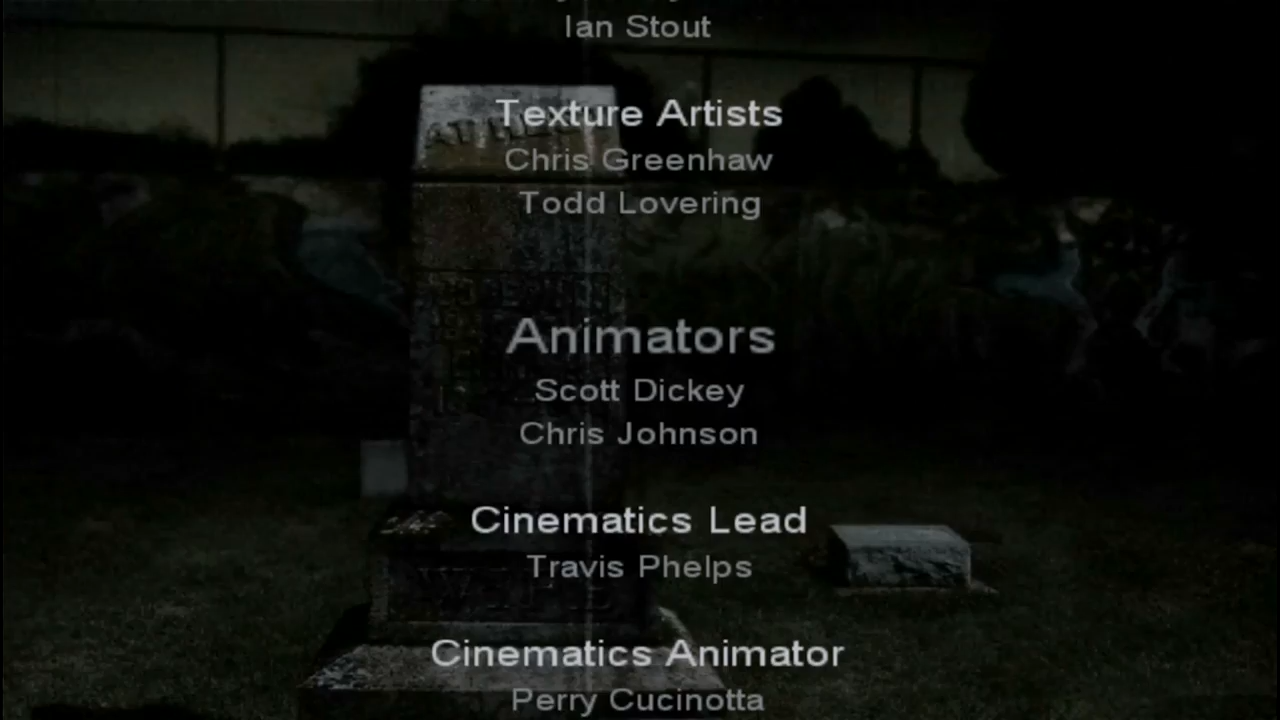 Ian Stout
Texture Artists
Chris Greenhaw
Todd Lovering
Animators
Scott Dickey
Chris Johnson
Cinematics Lead
Travis Phelps
Cinematics Animator
Perry Cucinotta